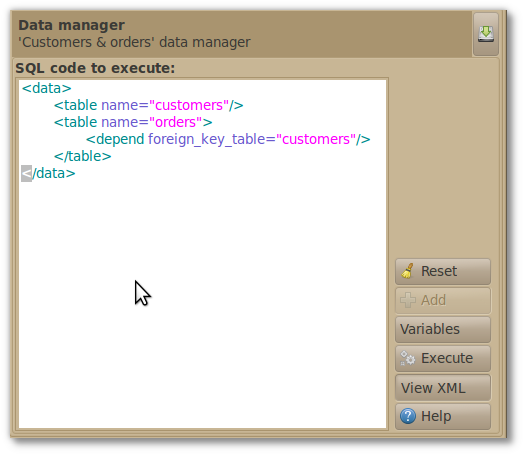 Data manager
'Customers & orders' data manager
SQL code to execute:
<data>
<table name="customers"/>
<table name="orders">
<depend foreign_key_table="customers"/>
</table>
</data>
Reset
Add
Variables
Execute
View XML
Help